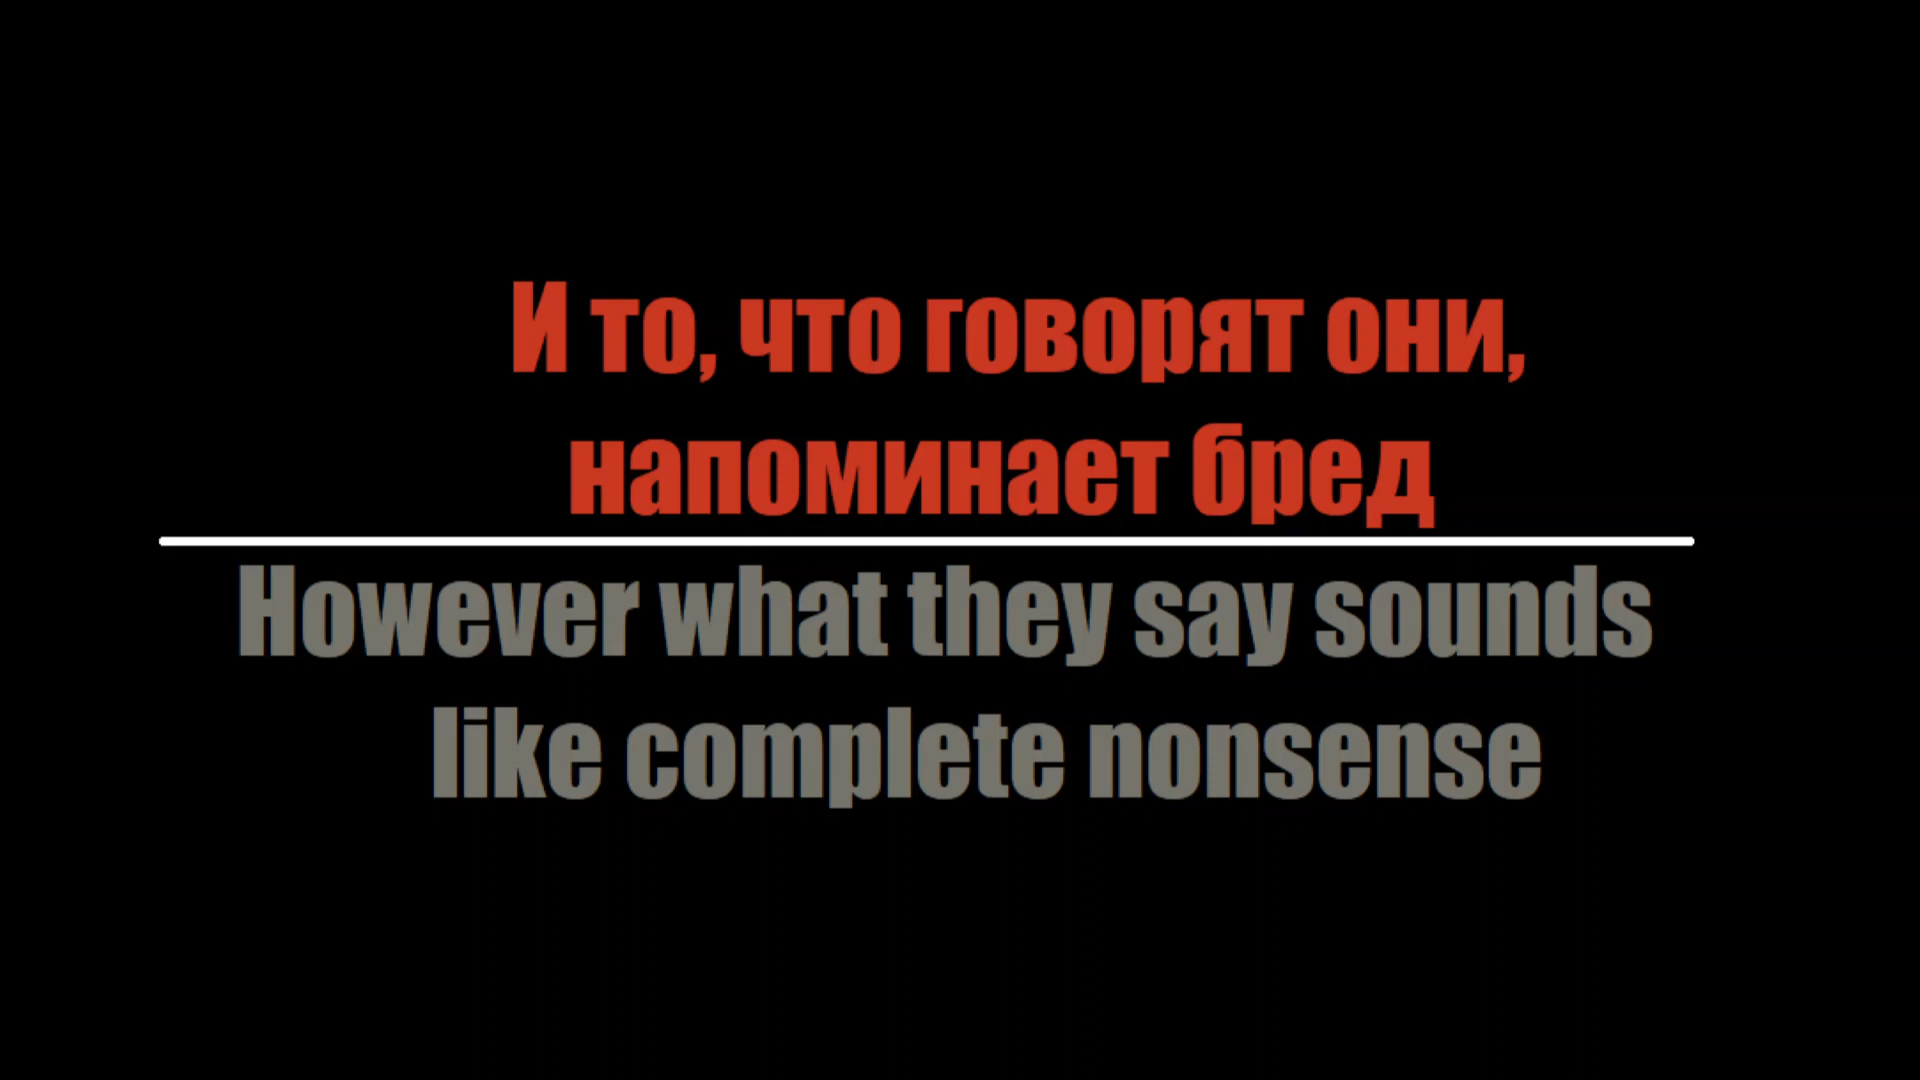 И то, что говорят они,
напоминает бред
However what they say sounds
like complete nonsense